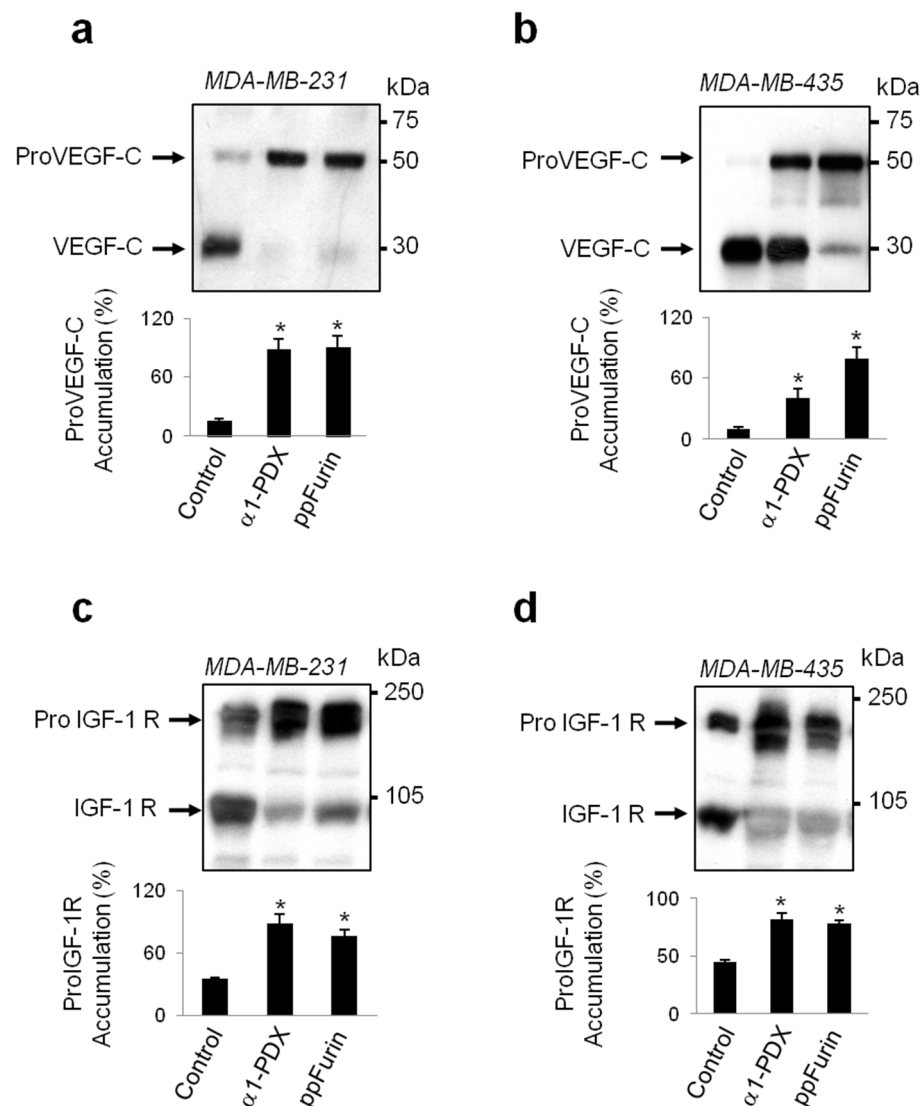 a
MDA-MB-231
kDa
75
ProVEGF-C
50
VEGF-C
30
ProVEGF-C
Accumulation (%)
120
60
0
*
*
Control
α1-PDX
ppFurin
b
MDA-MB-435
kDa
75
ProVEGF-C
50
VEGF-C
30
ProVEGF-C
Accumulation (%)
120
60
0
*
*
Control
α1-PDX
ppFurin
c
MDA-MB-231
kDa
250
Pro IGF-1 R
105
IGF-1 R
ProIGF-1R
Accumulation (%)
120
60
0
*
*
Control
α1-PDX
ppFurin
d
MDA-MB-435
kDa
250
Pro IGF-1 R
105
IGF-1 R
ProIGF-1R
Accumulation (%)
100
50
0
*
*
Control
α1-PDX
ppFurin